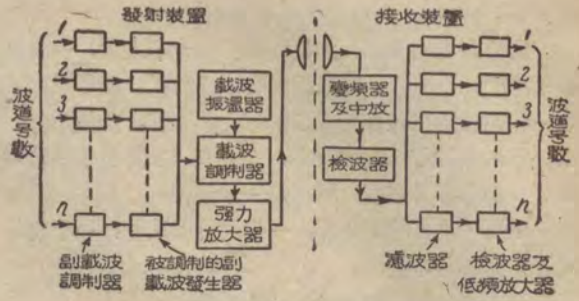 發射裝置
接收裝置
1
2
3
n
波道号數
載波
振溫器
載波
調制器
强力
放大器
變頻器
及中放
檢波器
1
2
3
n
波道号數
副載波
調制器
被調制的副
載波發生器
濾波器
檢波器及
低頻放大器